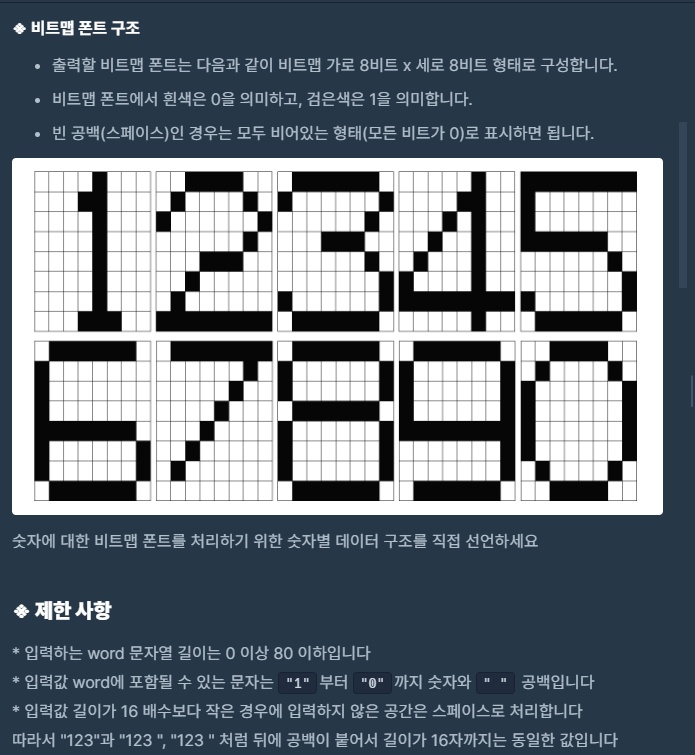 ❖ 비트맵 폰트 구조
• 출력할 비트맵 폰트는 다음과 같이 비트맵 가로 8비트 x 세로 8비트 형태로 구성합니다.
• 비트맵 폰트에서 흰색은 0을 의미하고, 검은색은 1을 의미합니다.
• 빈 공백(스페이스)인 경우는 모두 비어있는 형태(모든 비트가 0)로 표시하면 됩니다.
1 2 3 4 5
6 7 8 9 0
숫자에 대한 비트맵 폰트를 처리하기 위한 숫자별 데이터 구조를 직접 선언하세요
❖ 제한 사항
* 입력하는 word 문자열 길이는 0 이상 80 이하입니다
* 입력값 word에 포함될 수 있는 문자는 "1" 부터 "0" 까지 숫자와 " " 공백입니다
* 입력값 길이가 16 배수보다 작은 경우에 입력하지 않은 공간은 스페이스로 처리합니다
따라서 "123"과 "123 ", "123 " 처럼 뒤에 공백이 붙어서 길이가 16자까지는 동일한 값입니다